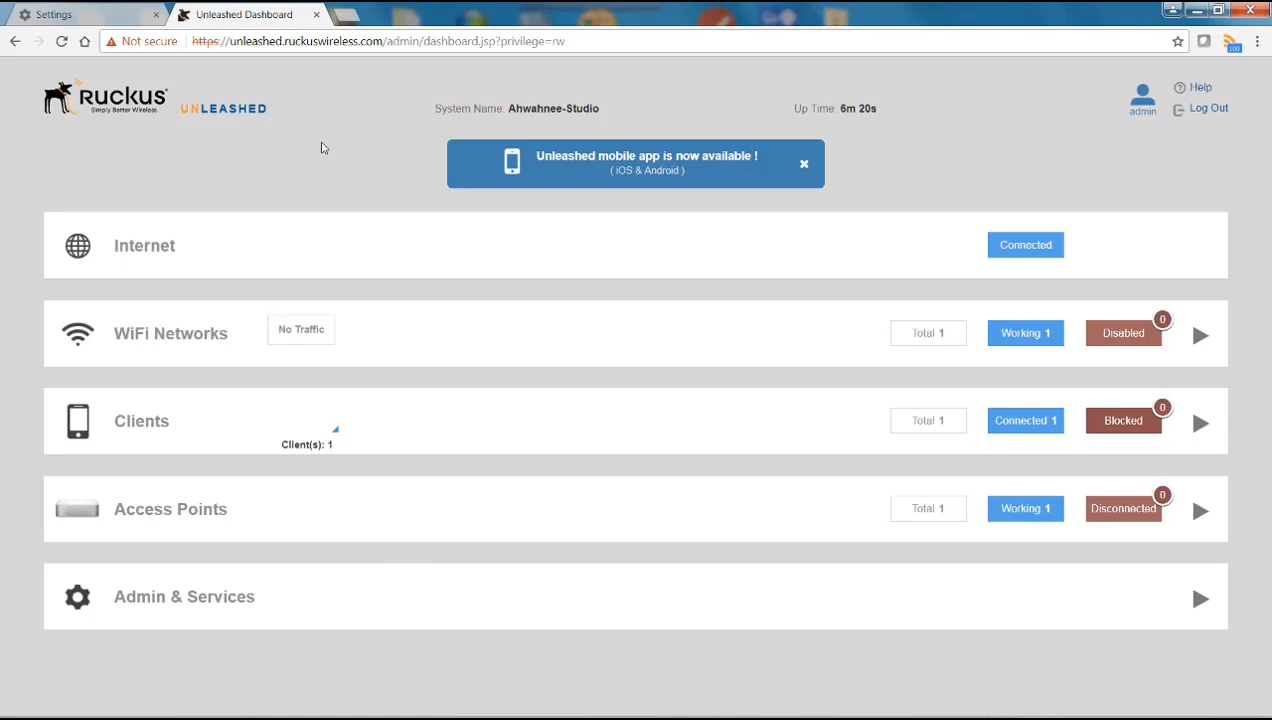 Settings
Unleashed Dashboard
Not secure https://unleashed.ruckuswireless.com/admin/dashboard.jsp?privilege=rw
100
Ruckus
Simply Better Wireless.
UNLEASHED
System Name Ahwahnee-Studio
Up Time 6m 20s
admin
Help
Log Out
Unleashed mobile app is now available !
( iOS & Android )
Internet
Connected
WiFi Networks
No Traffic
Total 1
Working 1
Disabled
0
Clients
Client(s): 1
Total 1
Connected 1
Blocked
0
Access Points
Total 1
Working 1
Disconnected
0
Admin & Services